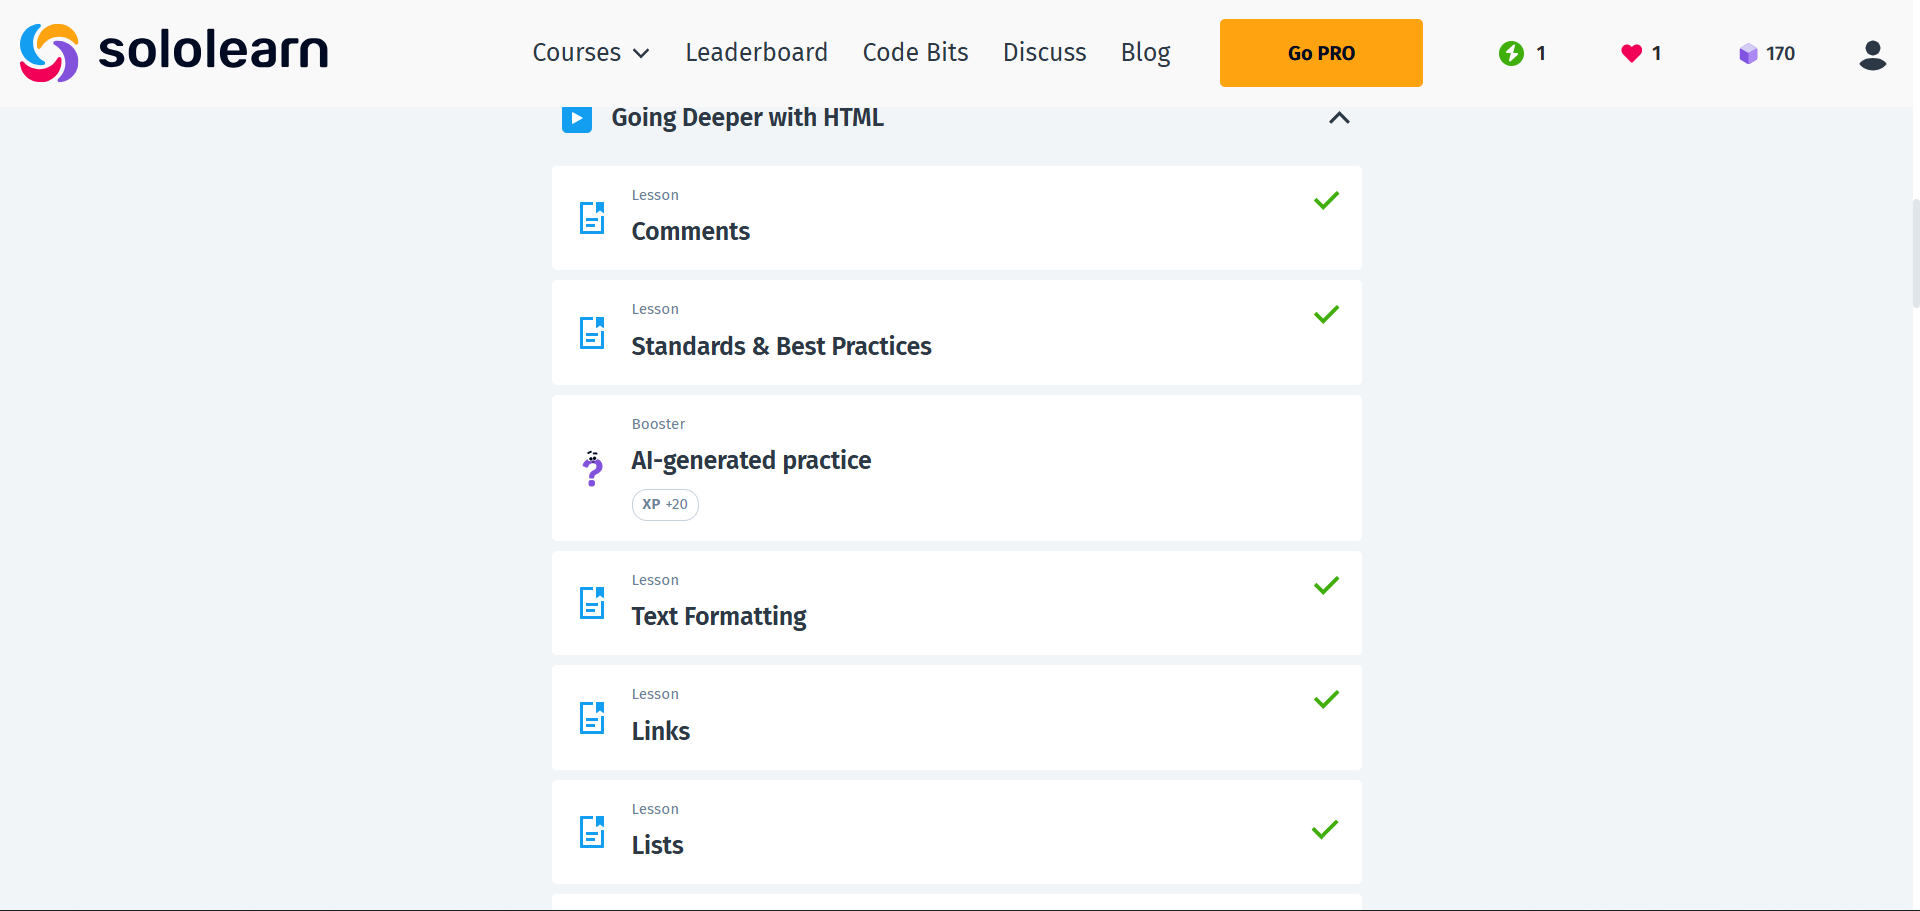 sololearn
Courses Leaderboard Code Bits Discuss Blog Go PRO 1 1 170
Going Deeper with HTML
Lesson
Comments
Lesson
Standards & Best Practices
Booster
AI-generated practice
XP +20
Lesson
Text Formatting
Lesson
Links
Lesson
Lists